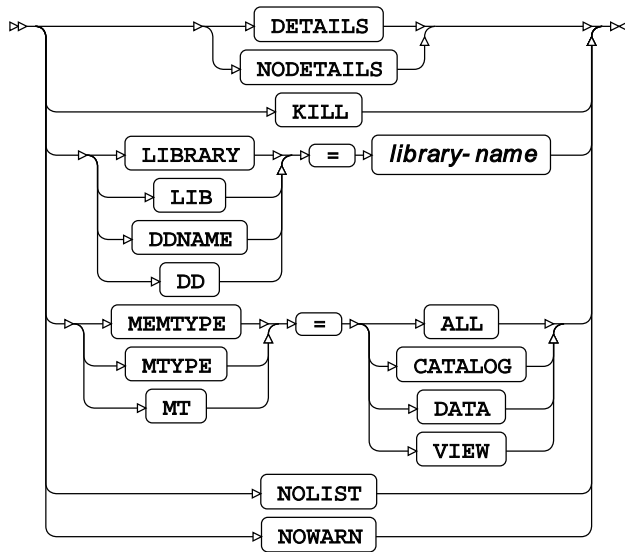 DETAILS
NODETAILS
KILL
LIBRARY = library-name
LIB
DDNAME
DD
MEMTYPE = ALL
MTYPE CATALOG
MT DATA
VIEW
NOLIST
NOWARN